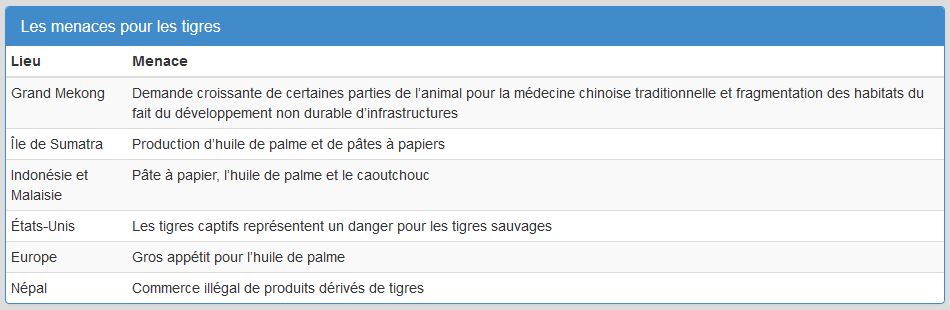 Les menaces pour les tigres
Lieu Menace
Grand Mekong Demande croissante de certaines parties de l’animal pour la médecine chinoise traditionnelle et fragmentation des habitats du
fait du développement non durable d’infrastructures
Île de Sumatra Production d’huile de palme et de pâtes à papiers
Indonésie et Pâte à papier, l’huile de palme et le caoutchouc
Malaisie
États-Unis Les tigres captifs représentent un danger pour les tigres sauvages
Europe Gros appétit pour l’huile de palme
Népal Commerce illégal de produits dérivés de tigres